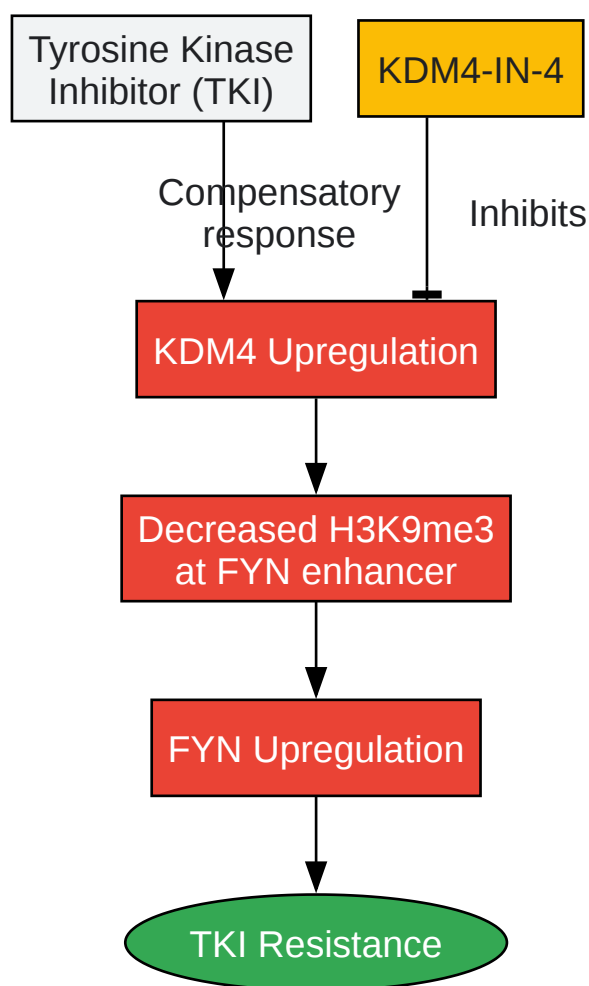 Tyrosine Kinase
Inhibitor (TKI)
KDM4-IN-4
Compensatory
response
Inhibits
KDM4 Upregulation
Decreased H3K9me3
at FYN enhancer
FYN Upregulation
TKI Resistance